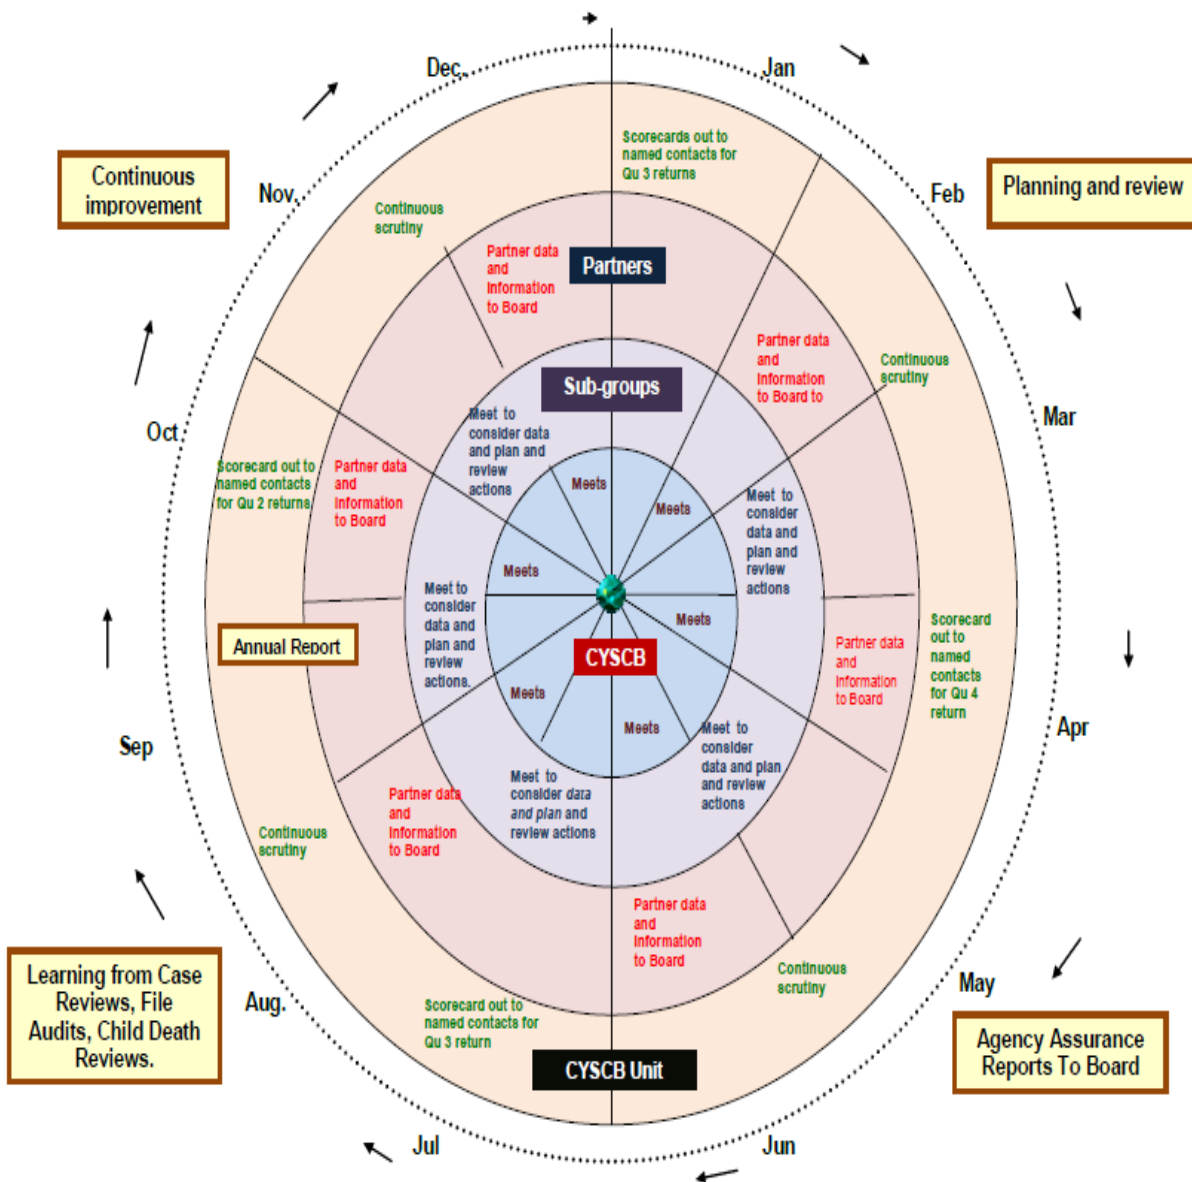 Dec.
Jan
Nov.
Feb
Oct
Mar
Sep
Apr
Aug.
May
Jul
Jun
Continuous
improvement
Planning and review
Learning from Case
Reviews, File
Audits, Child Death
Reviews.
Agency Assurance
Reports To Board
Annual Report
Scorecards out to
named contacts for
Qu 3 returns
Continuous
scrutiny
Scorecard
out to
named
contacts
for Qu 4
return
Continuous
scrutiny
Scorecard out to
named contacts for
Qu 3 return
CYSCB Unit
Continuous
scrutiny
Scorecard out to
named contacts
for Qu 2 returns
Continuous
scrutiny
Partners
Partner data
and
Information
to Board
Partner data
and
Information
to Board to
Partner data
and
Information
to Board
Partner data
and
Information
to Board
Partner data
and
Information
to Board
Partner data
and
Information
to Board
Sub-groups
Meet to
consider data
and plan and
review
actions
Meet to
consider
data and
plan and
review
actions
Meet to
consider
data and plan
and review
actions
Meet to
consider data
and plan and
review actions
Meet to
consider
data and
plan and
review
actions.
Meets
Meets
Meets
Meets
Meets
Meets
CYSCB